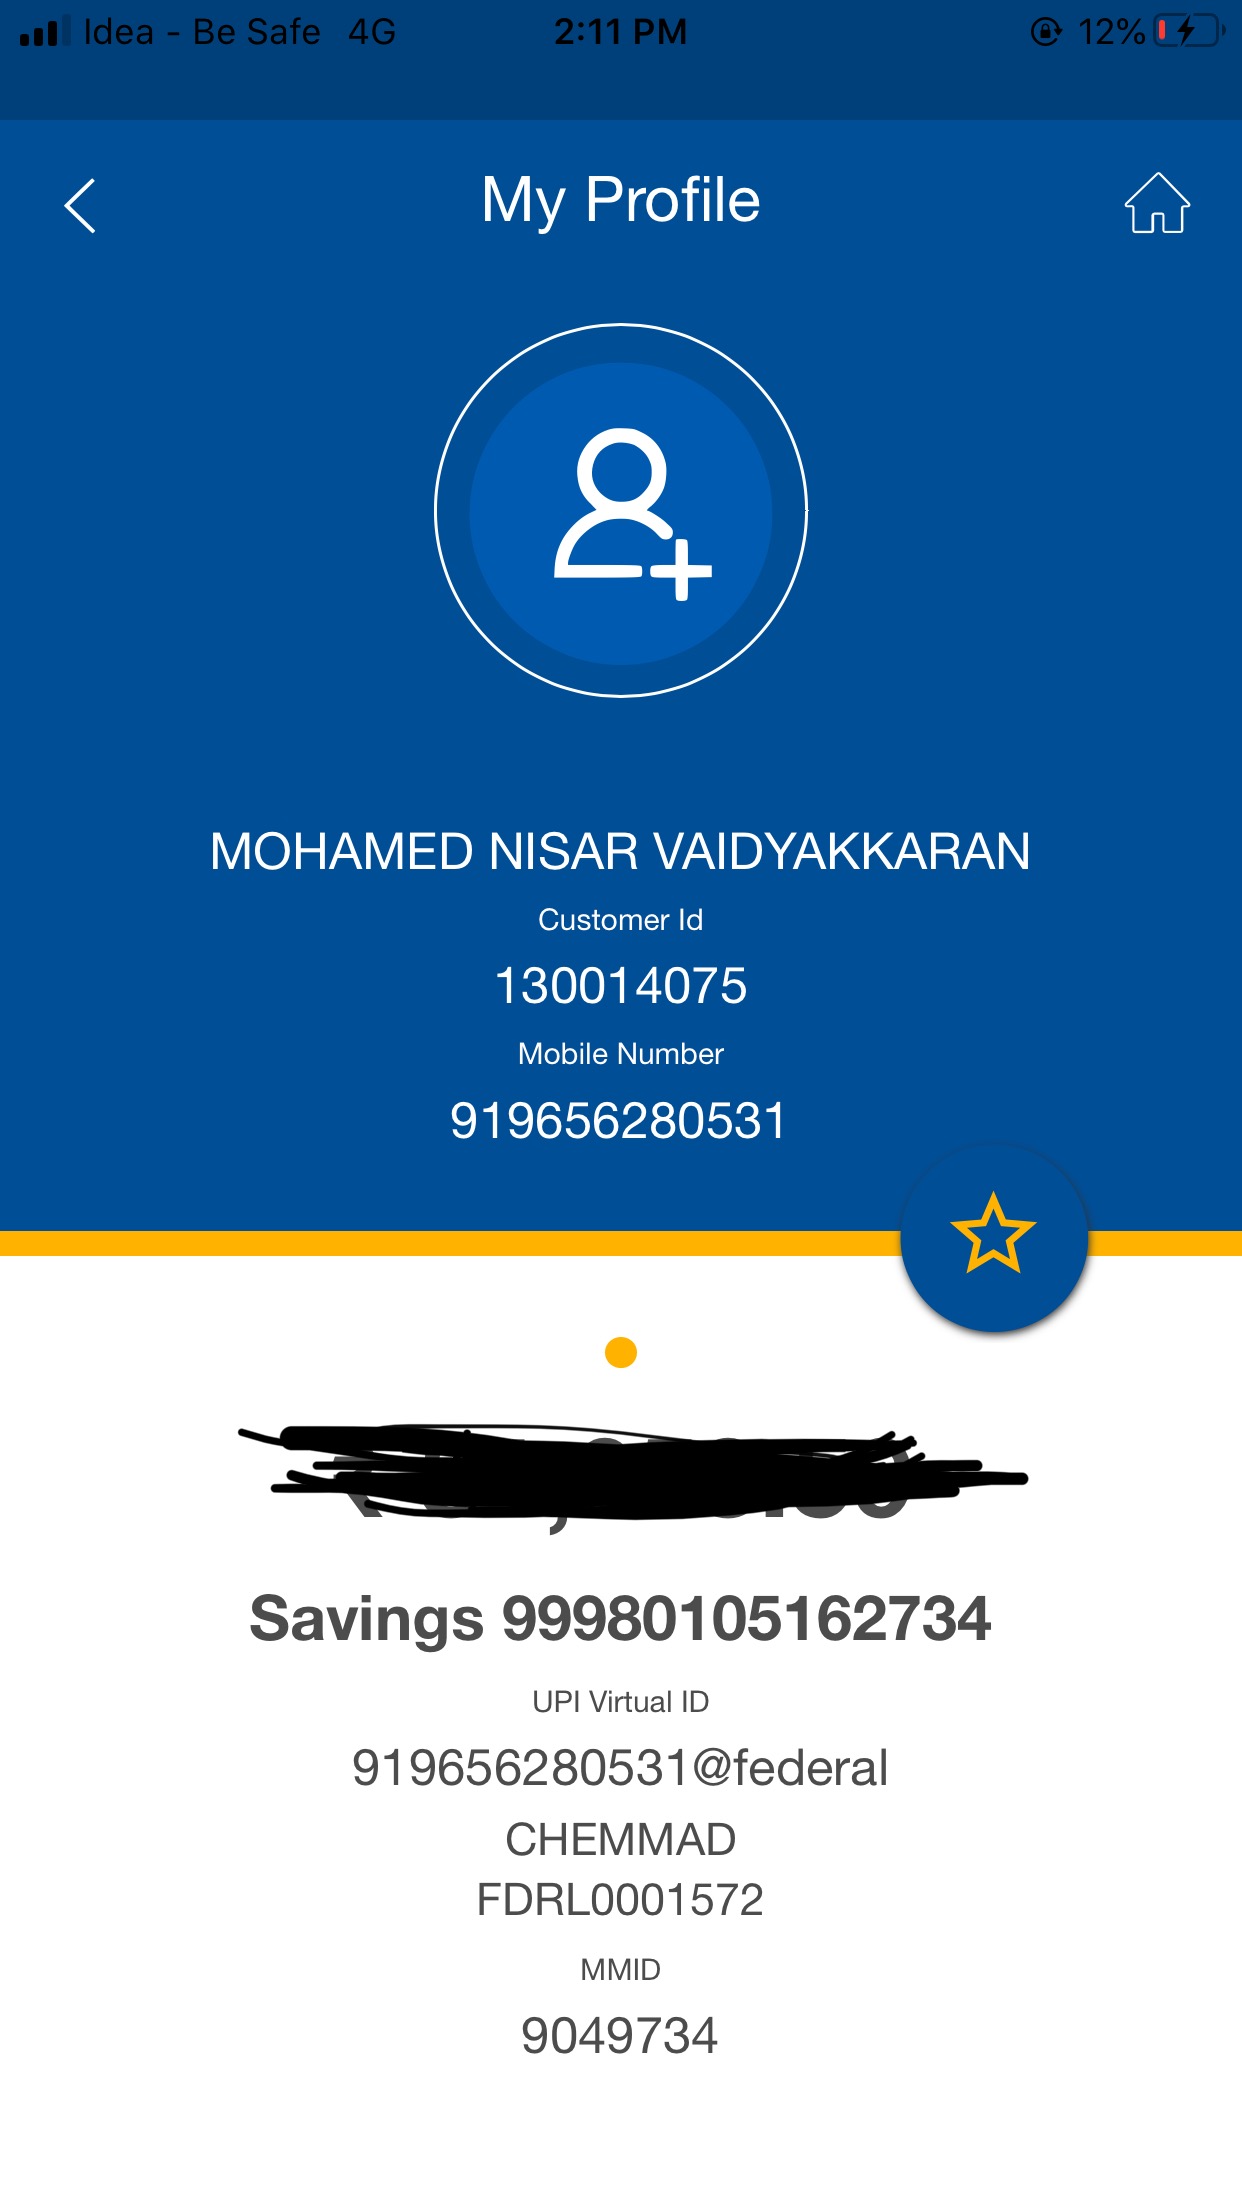 Idea - Be Safe 4G 2:11 PM 12%
My Profile
MOHAMED NISAR VAIDYAKKARAN
Customer Id
130014075
Mobile Number
919656280531
Savings 99980105162734
UPI Virtual ID
919656280531@federal
CHEMMAD
FDRL0001572
MMID
9049734